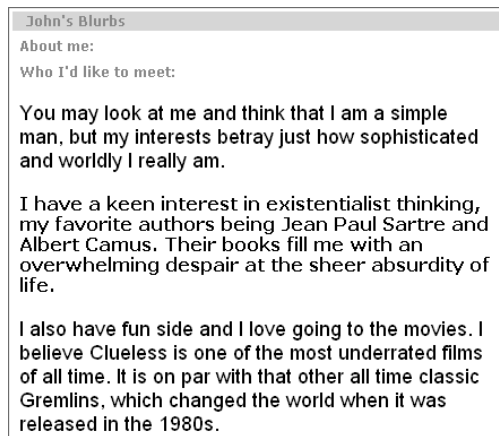 John's Blurbs
About me:
Who I'd like to meet:
You may look at me and think that I am a simple
man, but my interests betray just how sophisticated
and worldly I really am.
I have a keen interest in existentialist thinking,
my favorite authors being Jean Paul Sartre and
Albert Camus. Their books fill me with an
overwhelming despair at the sheer absurdity of
life.
I also have fun side and I love going to the movies. I
believe Clueless is one of the most underrated films
of all time. It is on par with that other all time classic
Gremlins, which changed the world when it was
released in the 1980s.